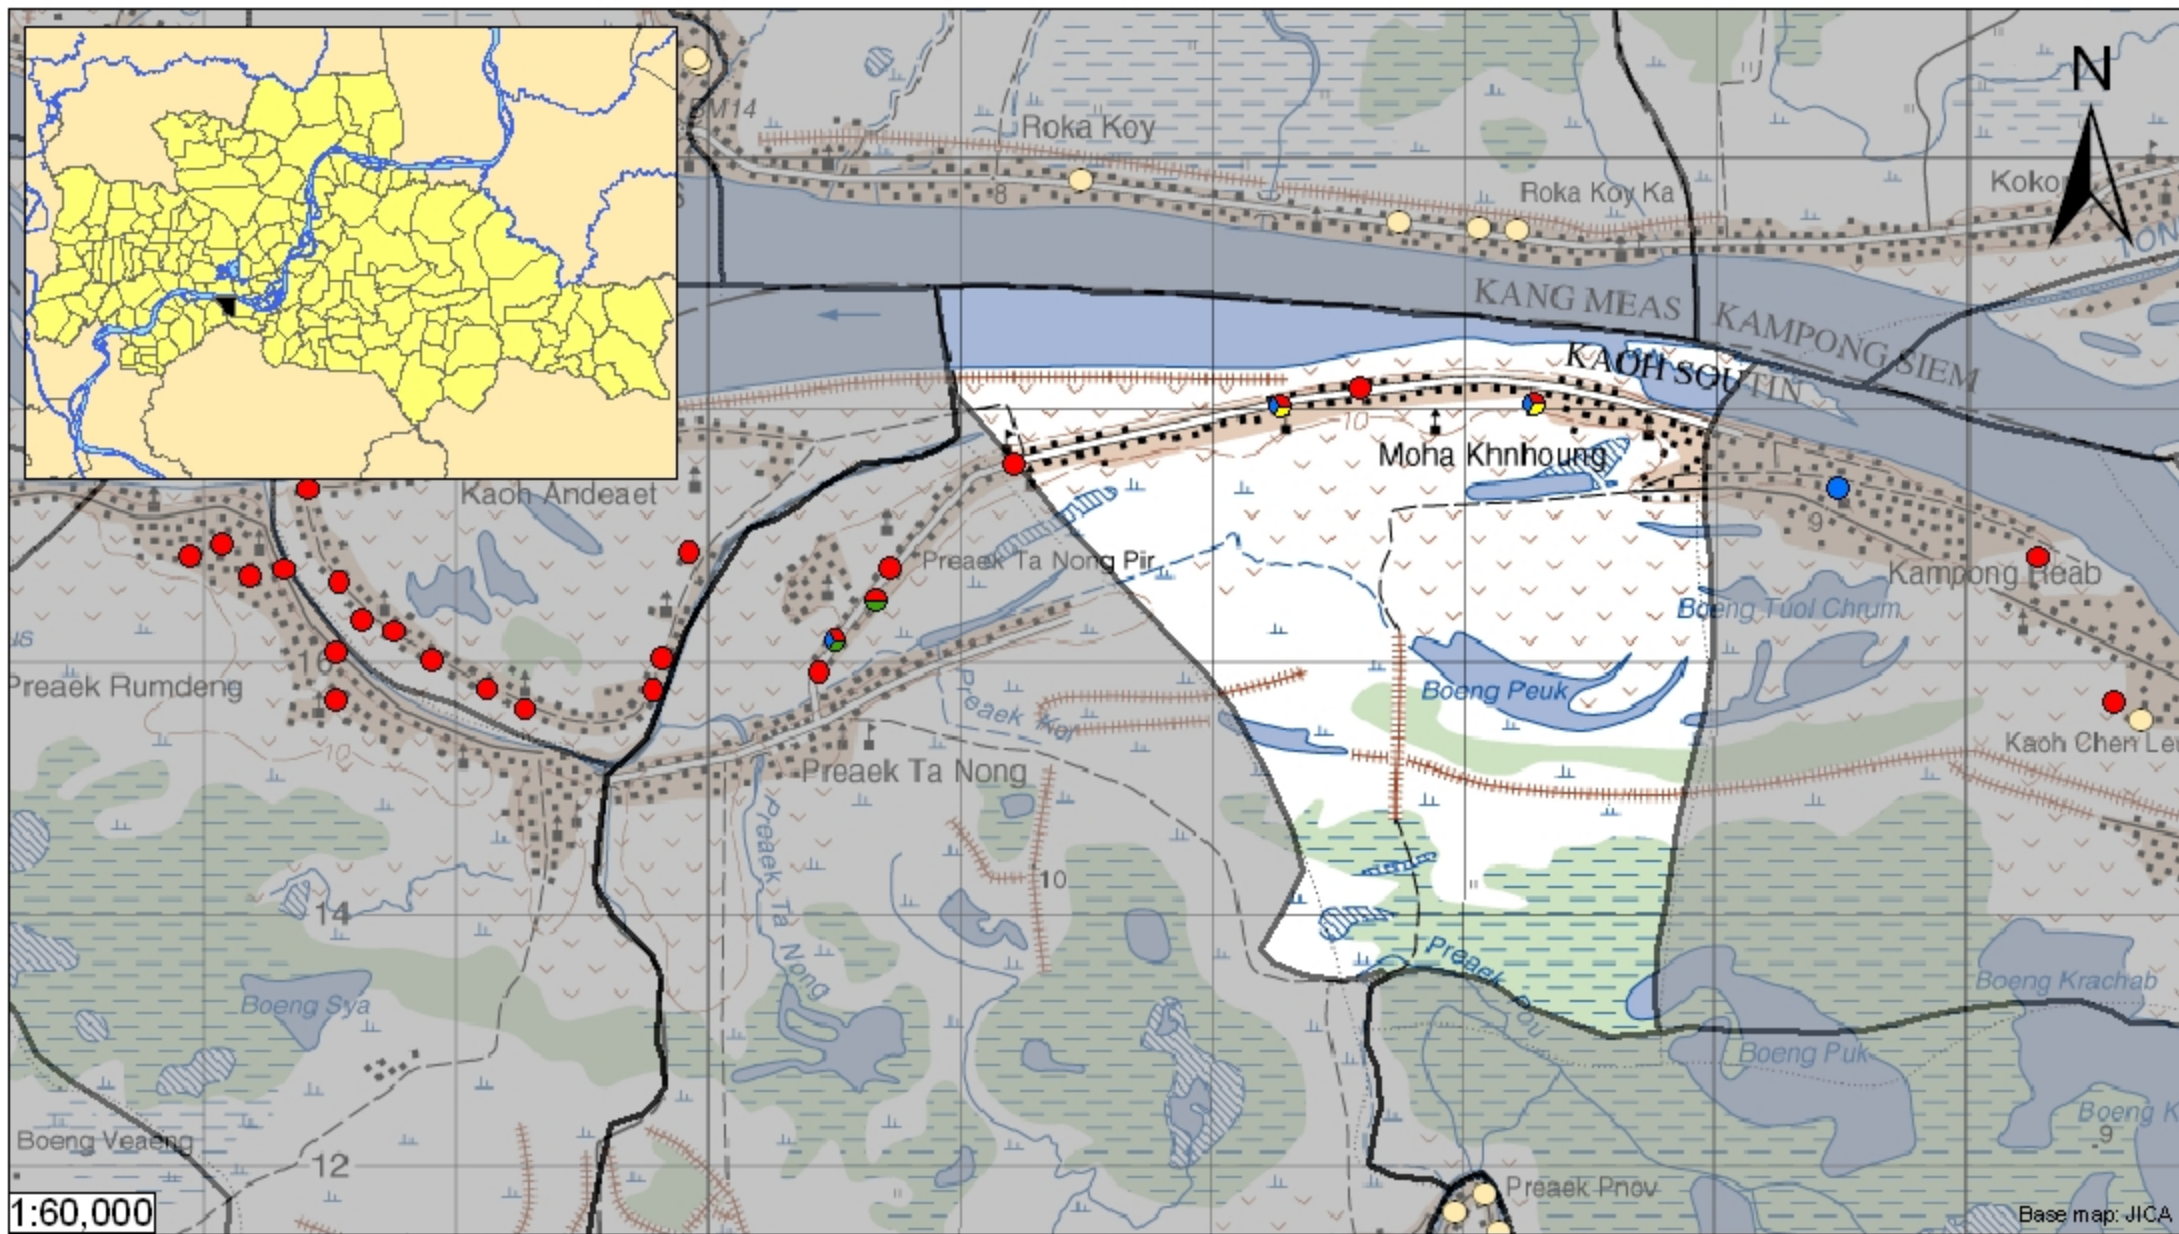 N
BM14
Roka Koy
8
Roka Koy Ka
KANG MEAS
KAMPONG SIEM
KAOH SOUTIN
10
Moha Khnhoung
Kaoh Andeaet
9
Preaek Ta Nong Pir
Kampong Reab
Boeng Tuol Chrum
16
Preaek Rumdeng
Boeng Peuk
Preaek Koi
10
Preaek Ta Nong
Kaoh Chen Le
Preaek Ta Nong
10
14
Boeng Sya
Boeng Krachab
Boeng Puk
Boeng K
9
Boeng Veaeng
12
Preaek Pnov
1:60,000
Base map: JICA